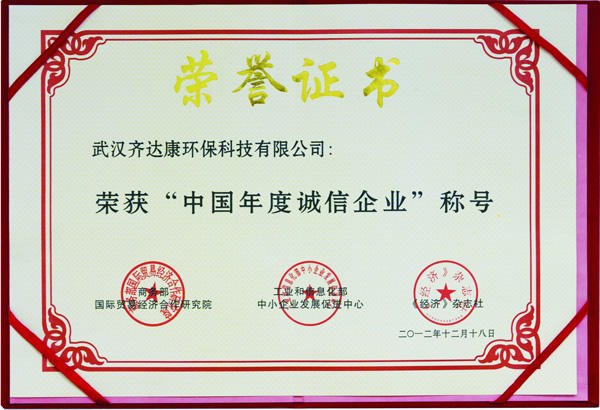 荣誉证书
武汉齐达康环保科技有限公司：
荣获“中国年度诚信企业”称号
商务部
国际贸易经济合作研究院
工业和信息化部
中小企业发展促进中心
《经济》杂志社
二〇一二年十二月十八日